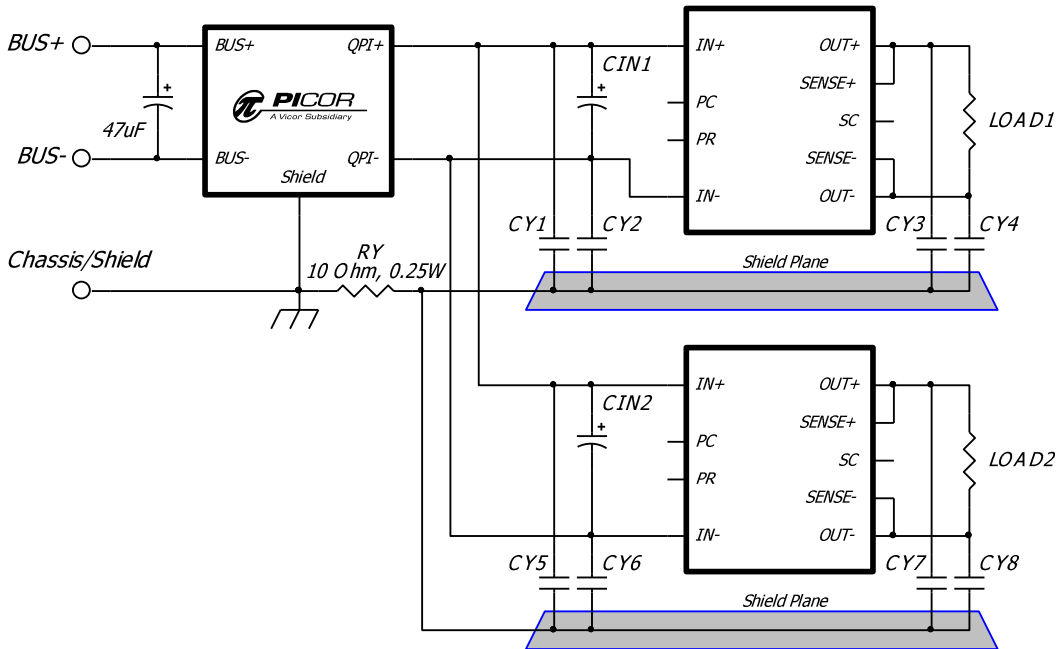 BUS+
BUS+
QPI+
47uF
π PICOR
A Vicor Subsidiary
BUS-
BUS-
QPI-
Shield
Chassis/Shield
RY
10 Ohm, 0.25W
CIN1
CY1
CY2
IN+
PC
PR
IN-
OUT+
SENSE+
SC
SENSE-
OUT-
LOAD1
CY3
CY4
Shield Plane
CIN2
CY5
CY6
IN+
PC
PR
IN-
OUT+
SENSE+
SC
SENSE-
OUT-
LOAD2
CY7
CY8
Shield Plane